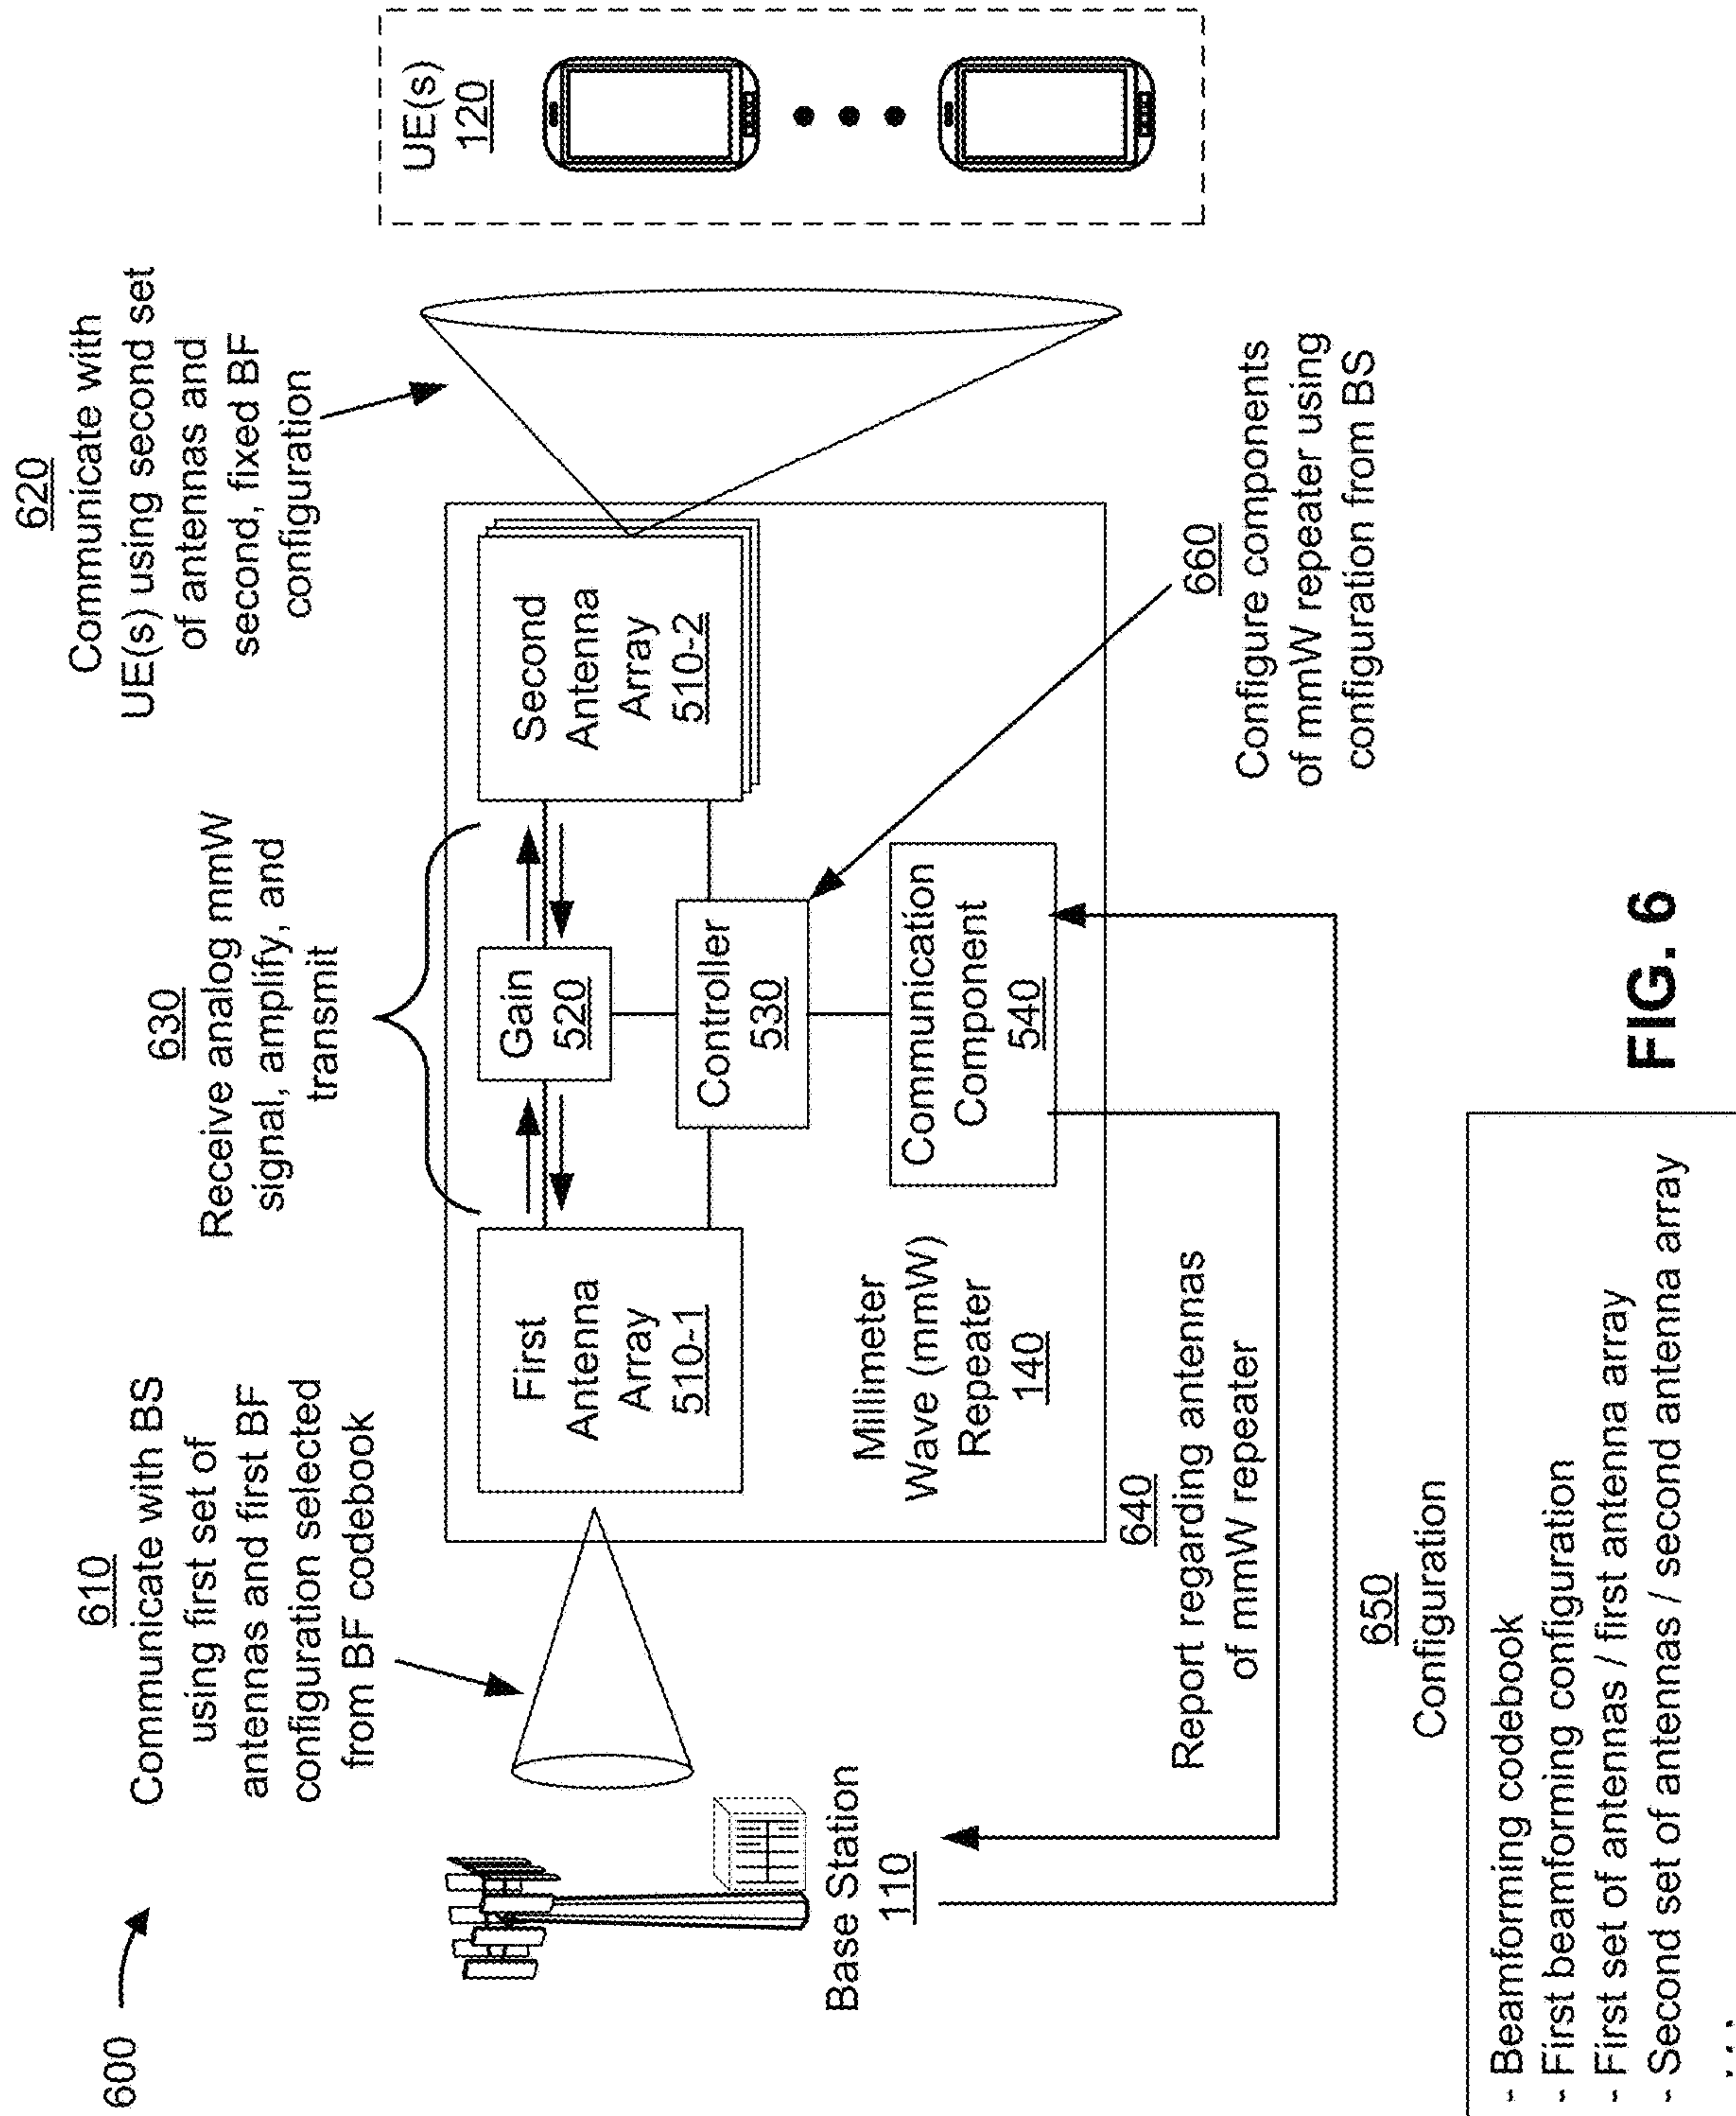 600
610
Communicate with BS
using first set of
antennas and first BF
configuration selected
from BF codebook
630
Receive analog mmW
signal, amplify, and
transmit
620
Communicate with
UE(s) using second set
of antennas and
second, fixed BF
configuration
First
Antenna
Array
510-1
Gain
520
Second
Antenna
Array
510-2
UE(s)
120
Controller
530
Base Station
110
Millimeter
Wave (mmW)
Repeater
140
Communication
Component
540
640
Report regarding antennas
of mmW repeater
660
Configure components
of mmW repeater using
configuration from BS
650
Configuration
- Beamforming codebook
- First beamforming configuration
- First set of antennas / first antenna array
- Second set of antennas / second antenna array
FIG. 6